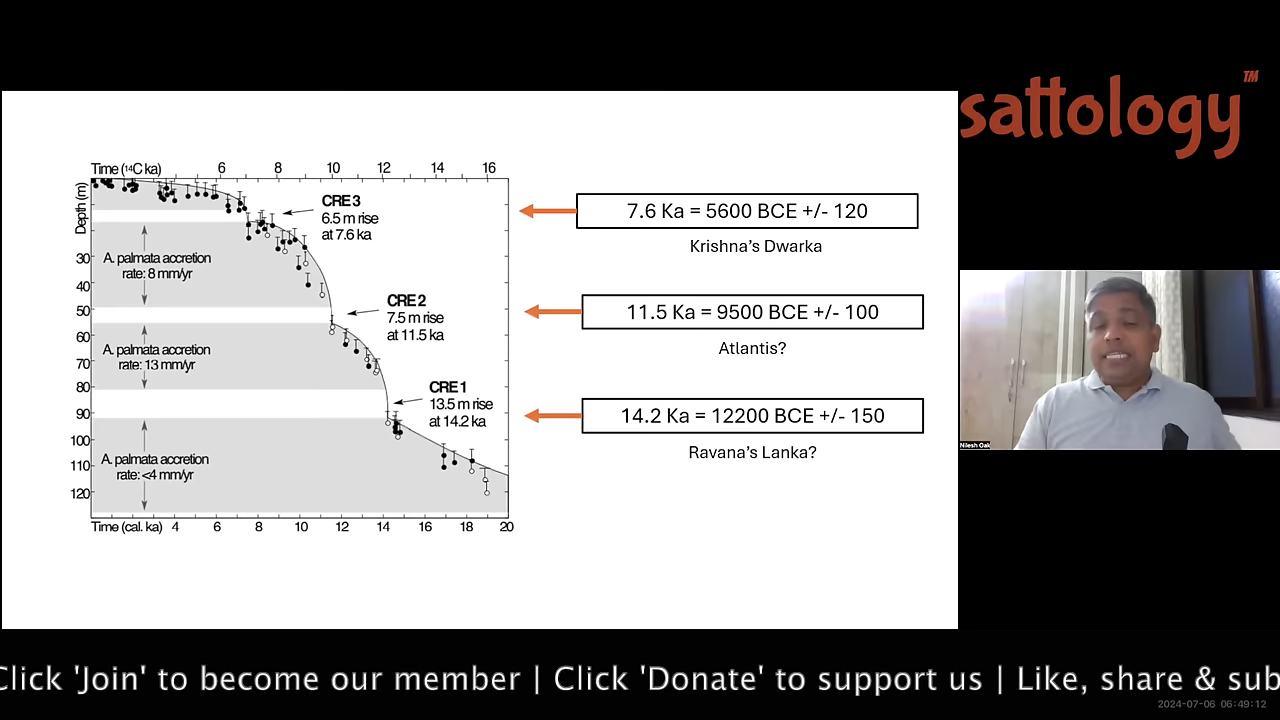 sattology™
Time (14C ka) 6 8 10 12 14 16
Depth (m)
CRE 3
6.5 m rise
at 7.6 ka
A. palmata accretion
rate: 8 mm/yr
30
40
50
CRE 2
7.5 m rise
at 11.5 ka
60
A. palmata accretion
rate: 13 mm/yr
70
80
CRE 1
13.5 m rise
at 14.2 ka
90
100
A. palmata accretion
rate: <4 mm/yr
110
120
Time (cal. ka) 4 6 8 10 12 14 16 18 20
7.6 Ka = 5600 BCE +/- 120
Krishna's Dwarka
11.5 Ka = 9500 BCE +/- 100
Atlantis?
14.2 Ka = 12200 BCE +/- 150
Ravana's Lanka?
Nilesh Oak
Click 'Join' to become our member | Click 'Donate' to support us | Like, share & sub
2024-07-06 06:49:12